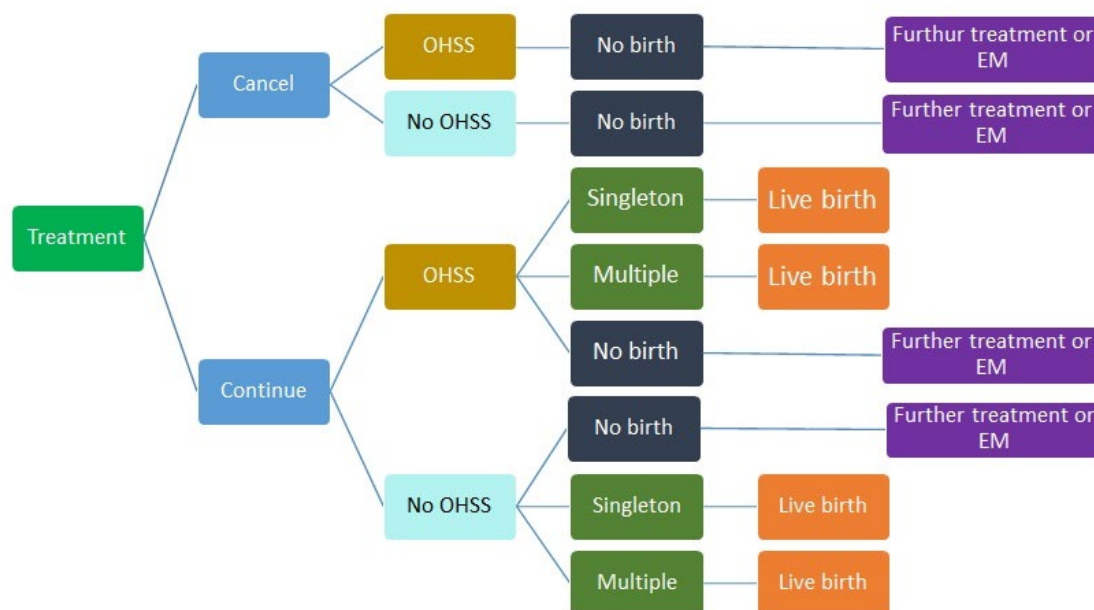 OHSS
No birth
Furthur treatment or
EM
Cancel
No OHSS
No birth
Further treatment or
EM
Treatment
Singleton
Live birth
OHSS
Multiple
Live birth
No birth
Further treatment or
EM
Continue
No birth
Further treatment or
EM
No OHSS
Singleton
Live birth
Multiple
Live birth